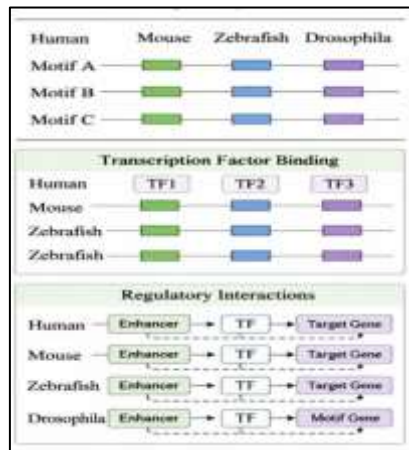 Human Mouse Zebrafish Drosophila
Motif A
Motif B
Motif C
Transcription Factor Binding
Human TF1 TF2 TF3
Mouse
Zebrafish
Zebrafish
Regulatory Interactions
Human Enhancer TF Target Gene
Mouse Enhancer TF Target Gene
Zebrafish Enhancer TF Target Gene
Drosophila Enhancer TF Motif Gene